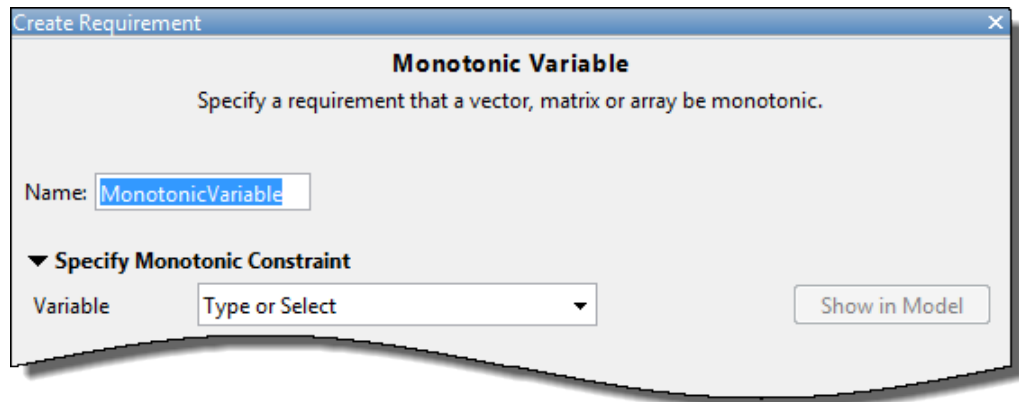 Create Requirement
Monotonic Variable
Specify a requirement that a vector, matrix or array be monotonic.
Name: MonotonicVariable
Specify Monotonic Constraint
Variable Type or Select Show in Model